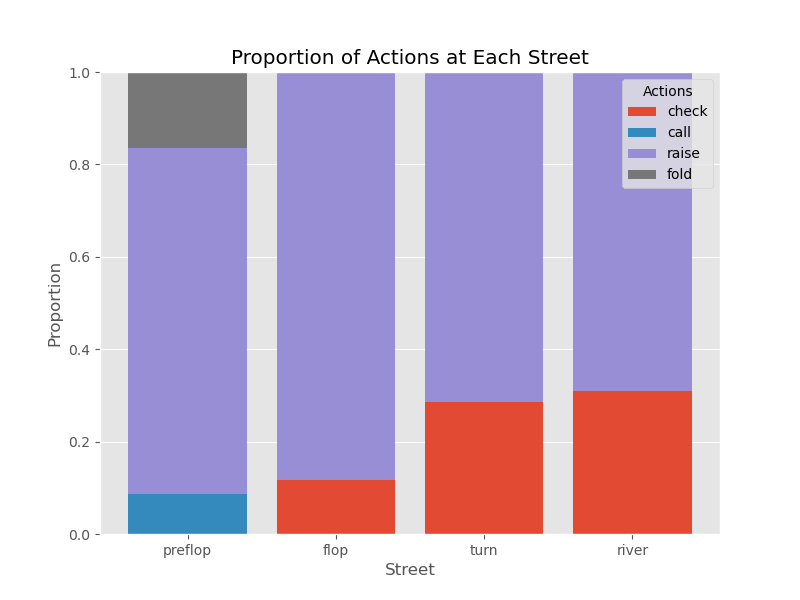 Proportion of Actions at Each Street
1.0
0.8
0.6
0.4
0.2
0.0
Proportion
Actions
check
call
raise
fold
preflop
flop
turn
river
Street